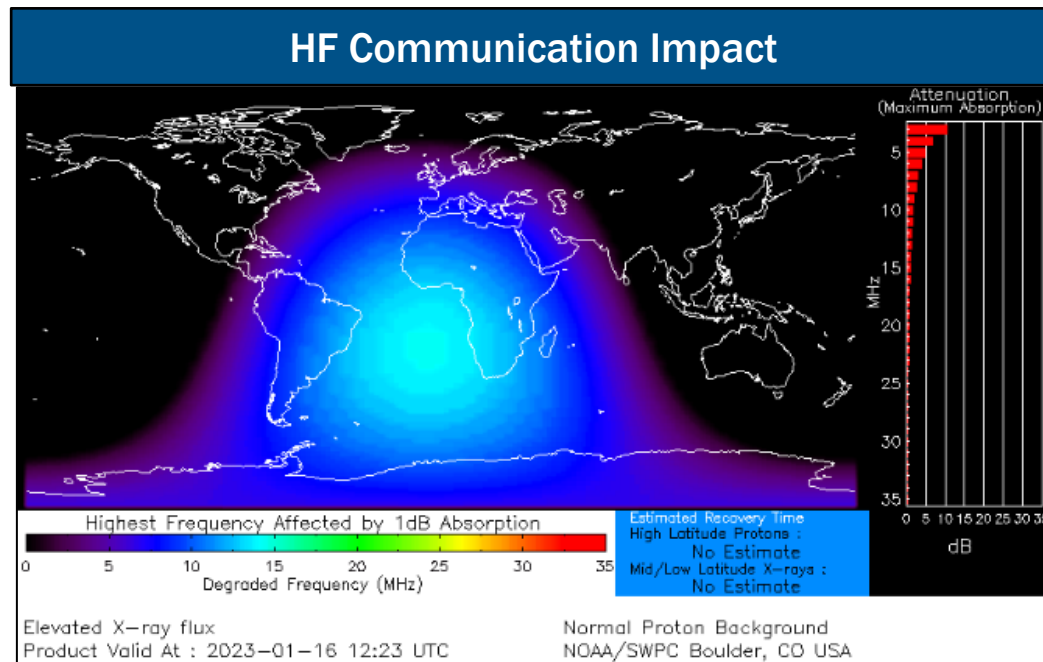 HF Communication Impact
Attenuation
(Maximum Absorption)
5
10
15
20
25
30
35
MHz
0 5 10 15 20 25 30 35
dB
Highest Frequency Affected by 1dB Absorption
0 5 10 15 20 25 30 35
Degraded Frequency (MHz)
Estimated Recovery Time
High Latitude Protons :
No Estimate
Mid/Low Latitude X-rays :
No Estimate
Elevated X-ray flux
Product Valid At : 2023-01-16 12:23 UTC
Normal Proton Background
NOAA/SWPC Boulder, CO USA